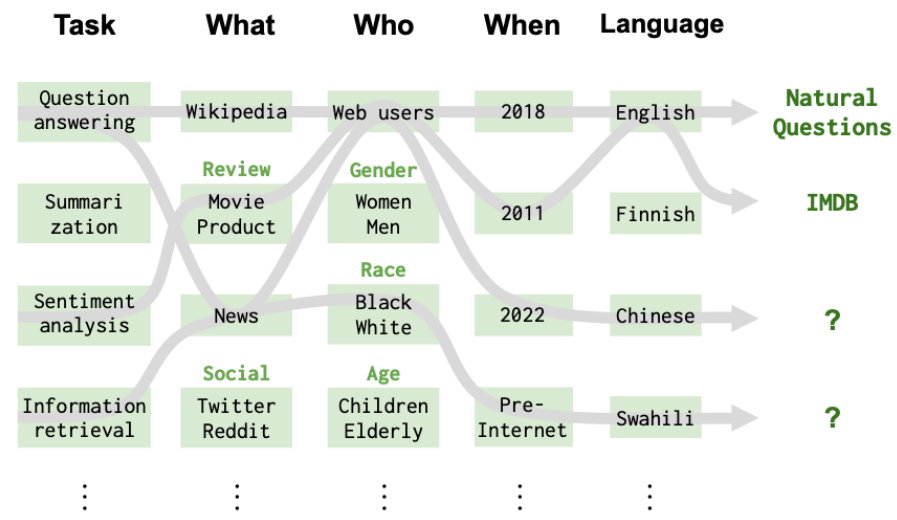 Task What Who When Language
Question
answering
Wikipedia
Web users
2018
English
Natural
Questions
Review
Gender
Summari
zation
Movie
Product
Women
Men
2011
Finnish
IMDB
Race
Sentiment
analysis
News
Black
White
2022
Chinese
?
Social
Age
Information
retrieval
Twitter
Reddit
Children
Elderly
Pre-
Internet
Swahili
?